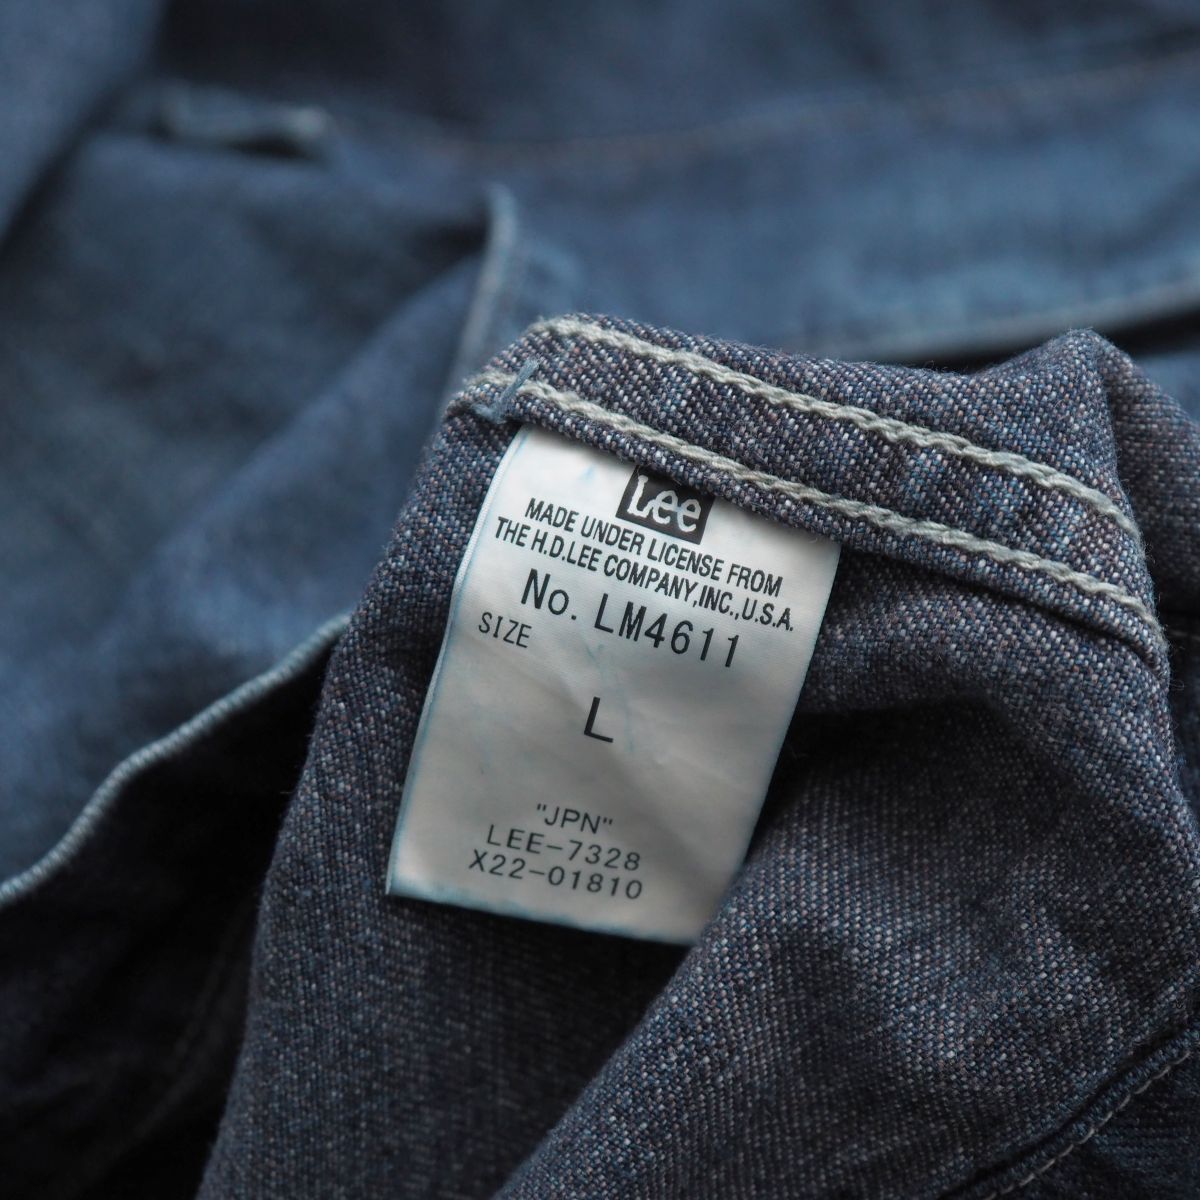 Lee
MADE UNDER LICENSE FROM
THE H.D.LEE COMPANY,INC.,U.S.A.
No. LM4611
SIZE
L
"JPN"
LEE-7328
X22-01810